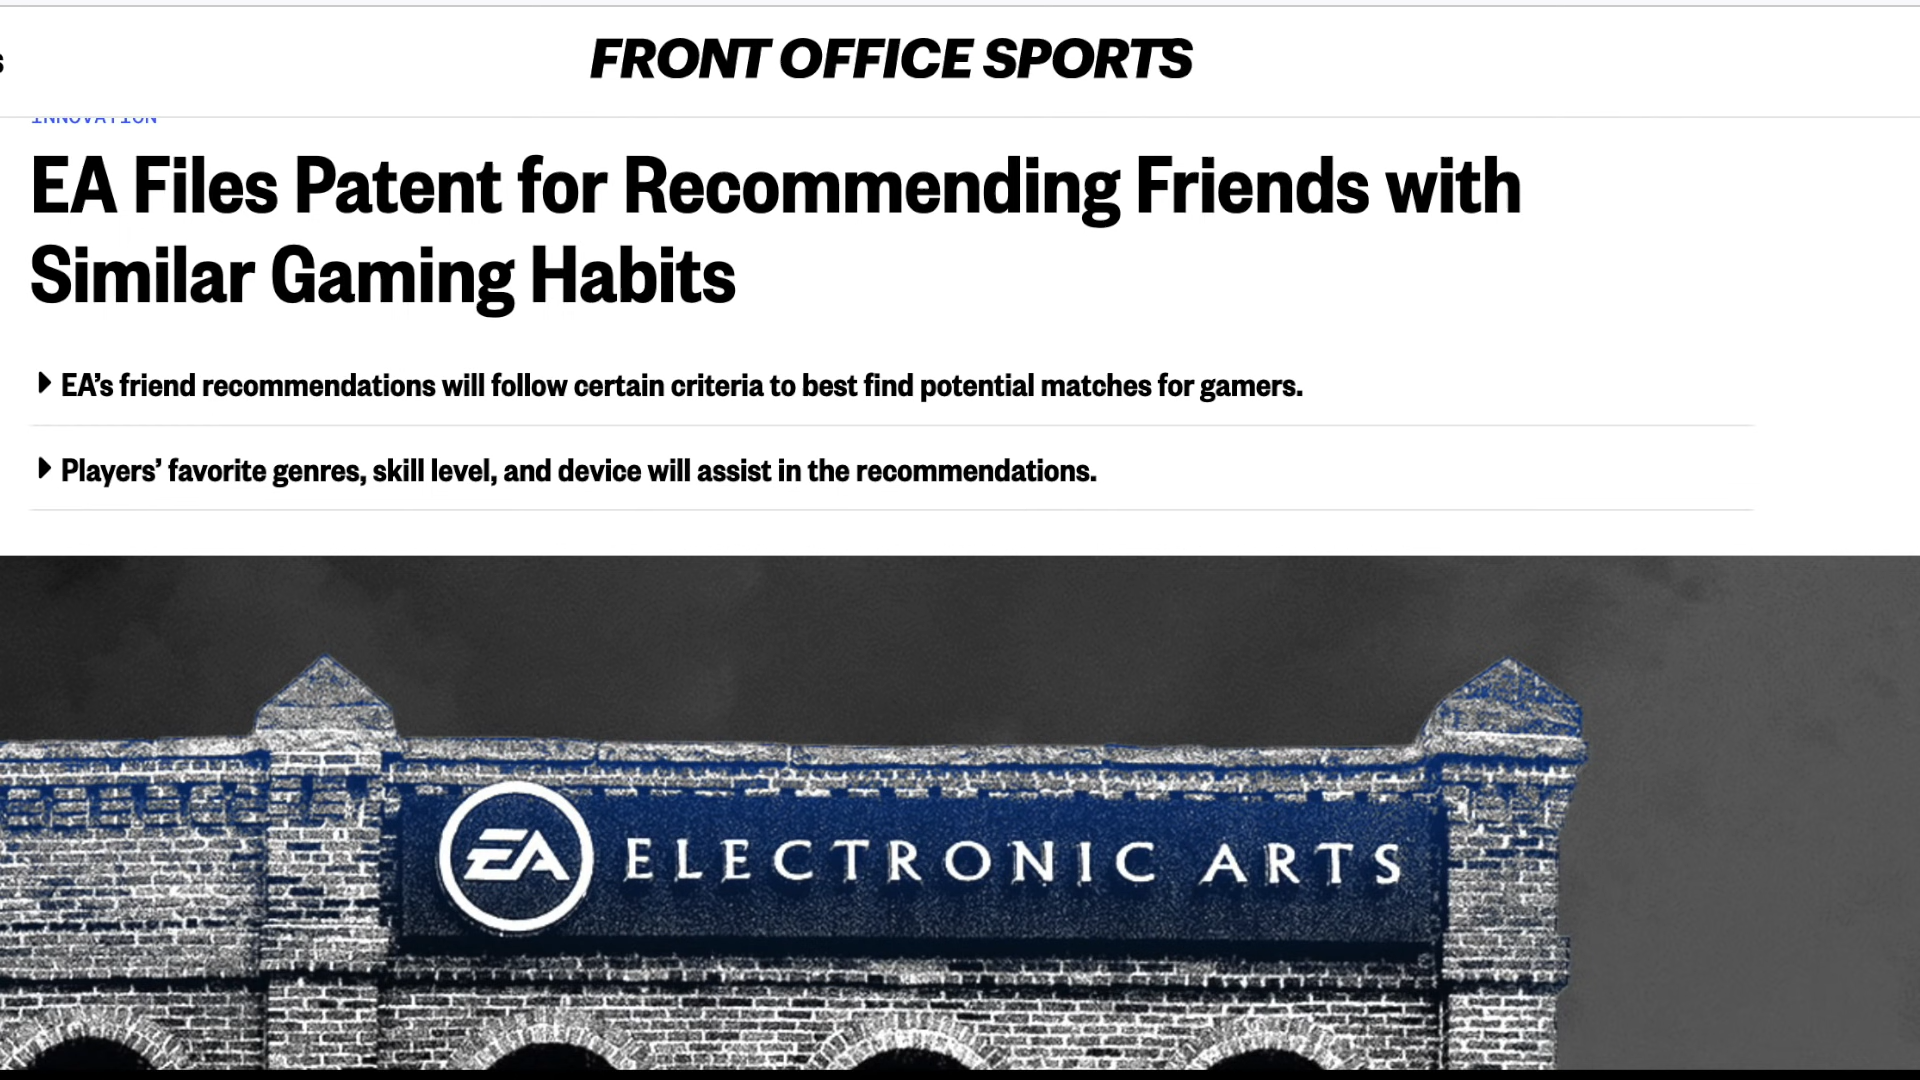 FRONT OFFICE SPORTS
INNOVATION
EA Files Patent for Recommending Friends with
Similar Gaming Habits
EA’s friend recommendations will follow certain criteria to best find potential matches for gamers.
Players’ favorite genres, skill level, and device will assist in the recommendations.
EA ELECTRONIC ARTS